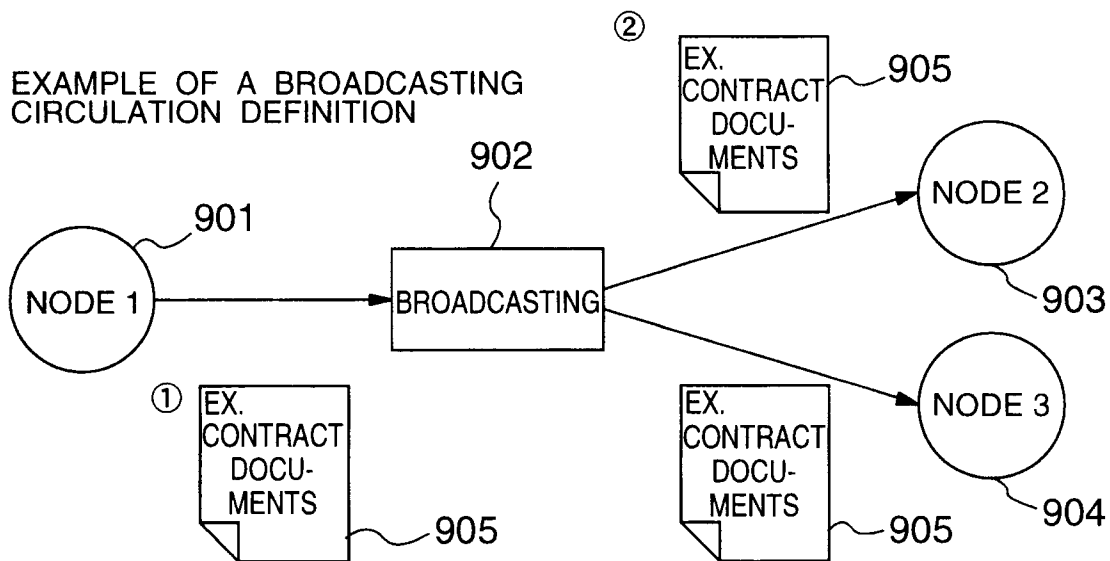 EXAMPLE OF A BROADCASTING
CIRCULATION DEFINITION
②
EX.
CONTRACT
DOCU-
MENTS
905
902
901
NODE 1
BROADCASTING
NODE 2
903
①
EX.
CONTRACT
DOCU-
MENTS
905
EX.
CONTRACT
DOCU-
MENTS
905
NODE 3
904